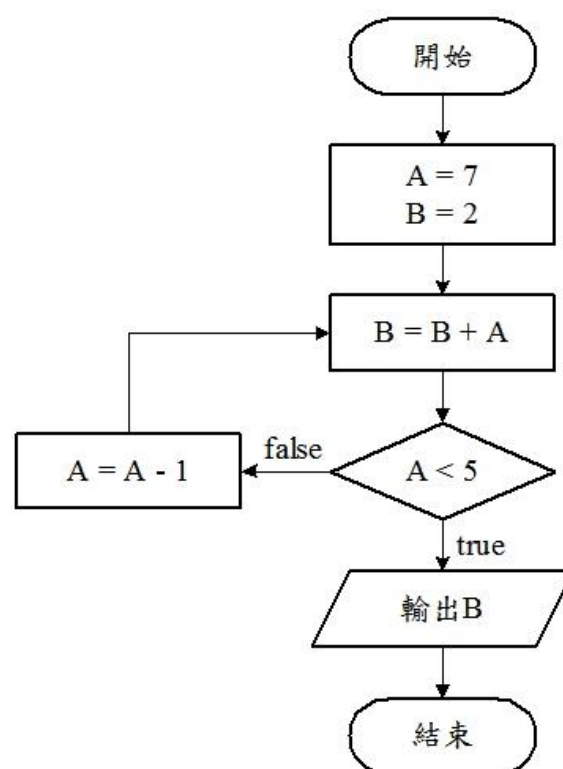 開始
A = 7
B = 2
B = B + A
A < 5
false
A = A - 1
true
輸出B
結束